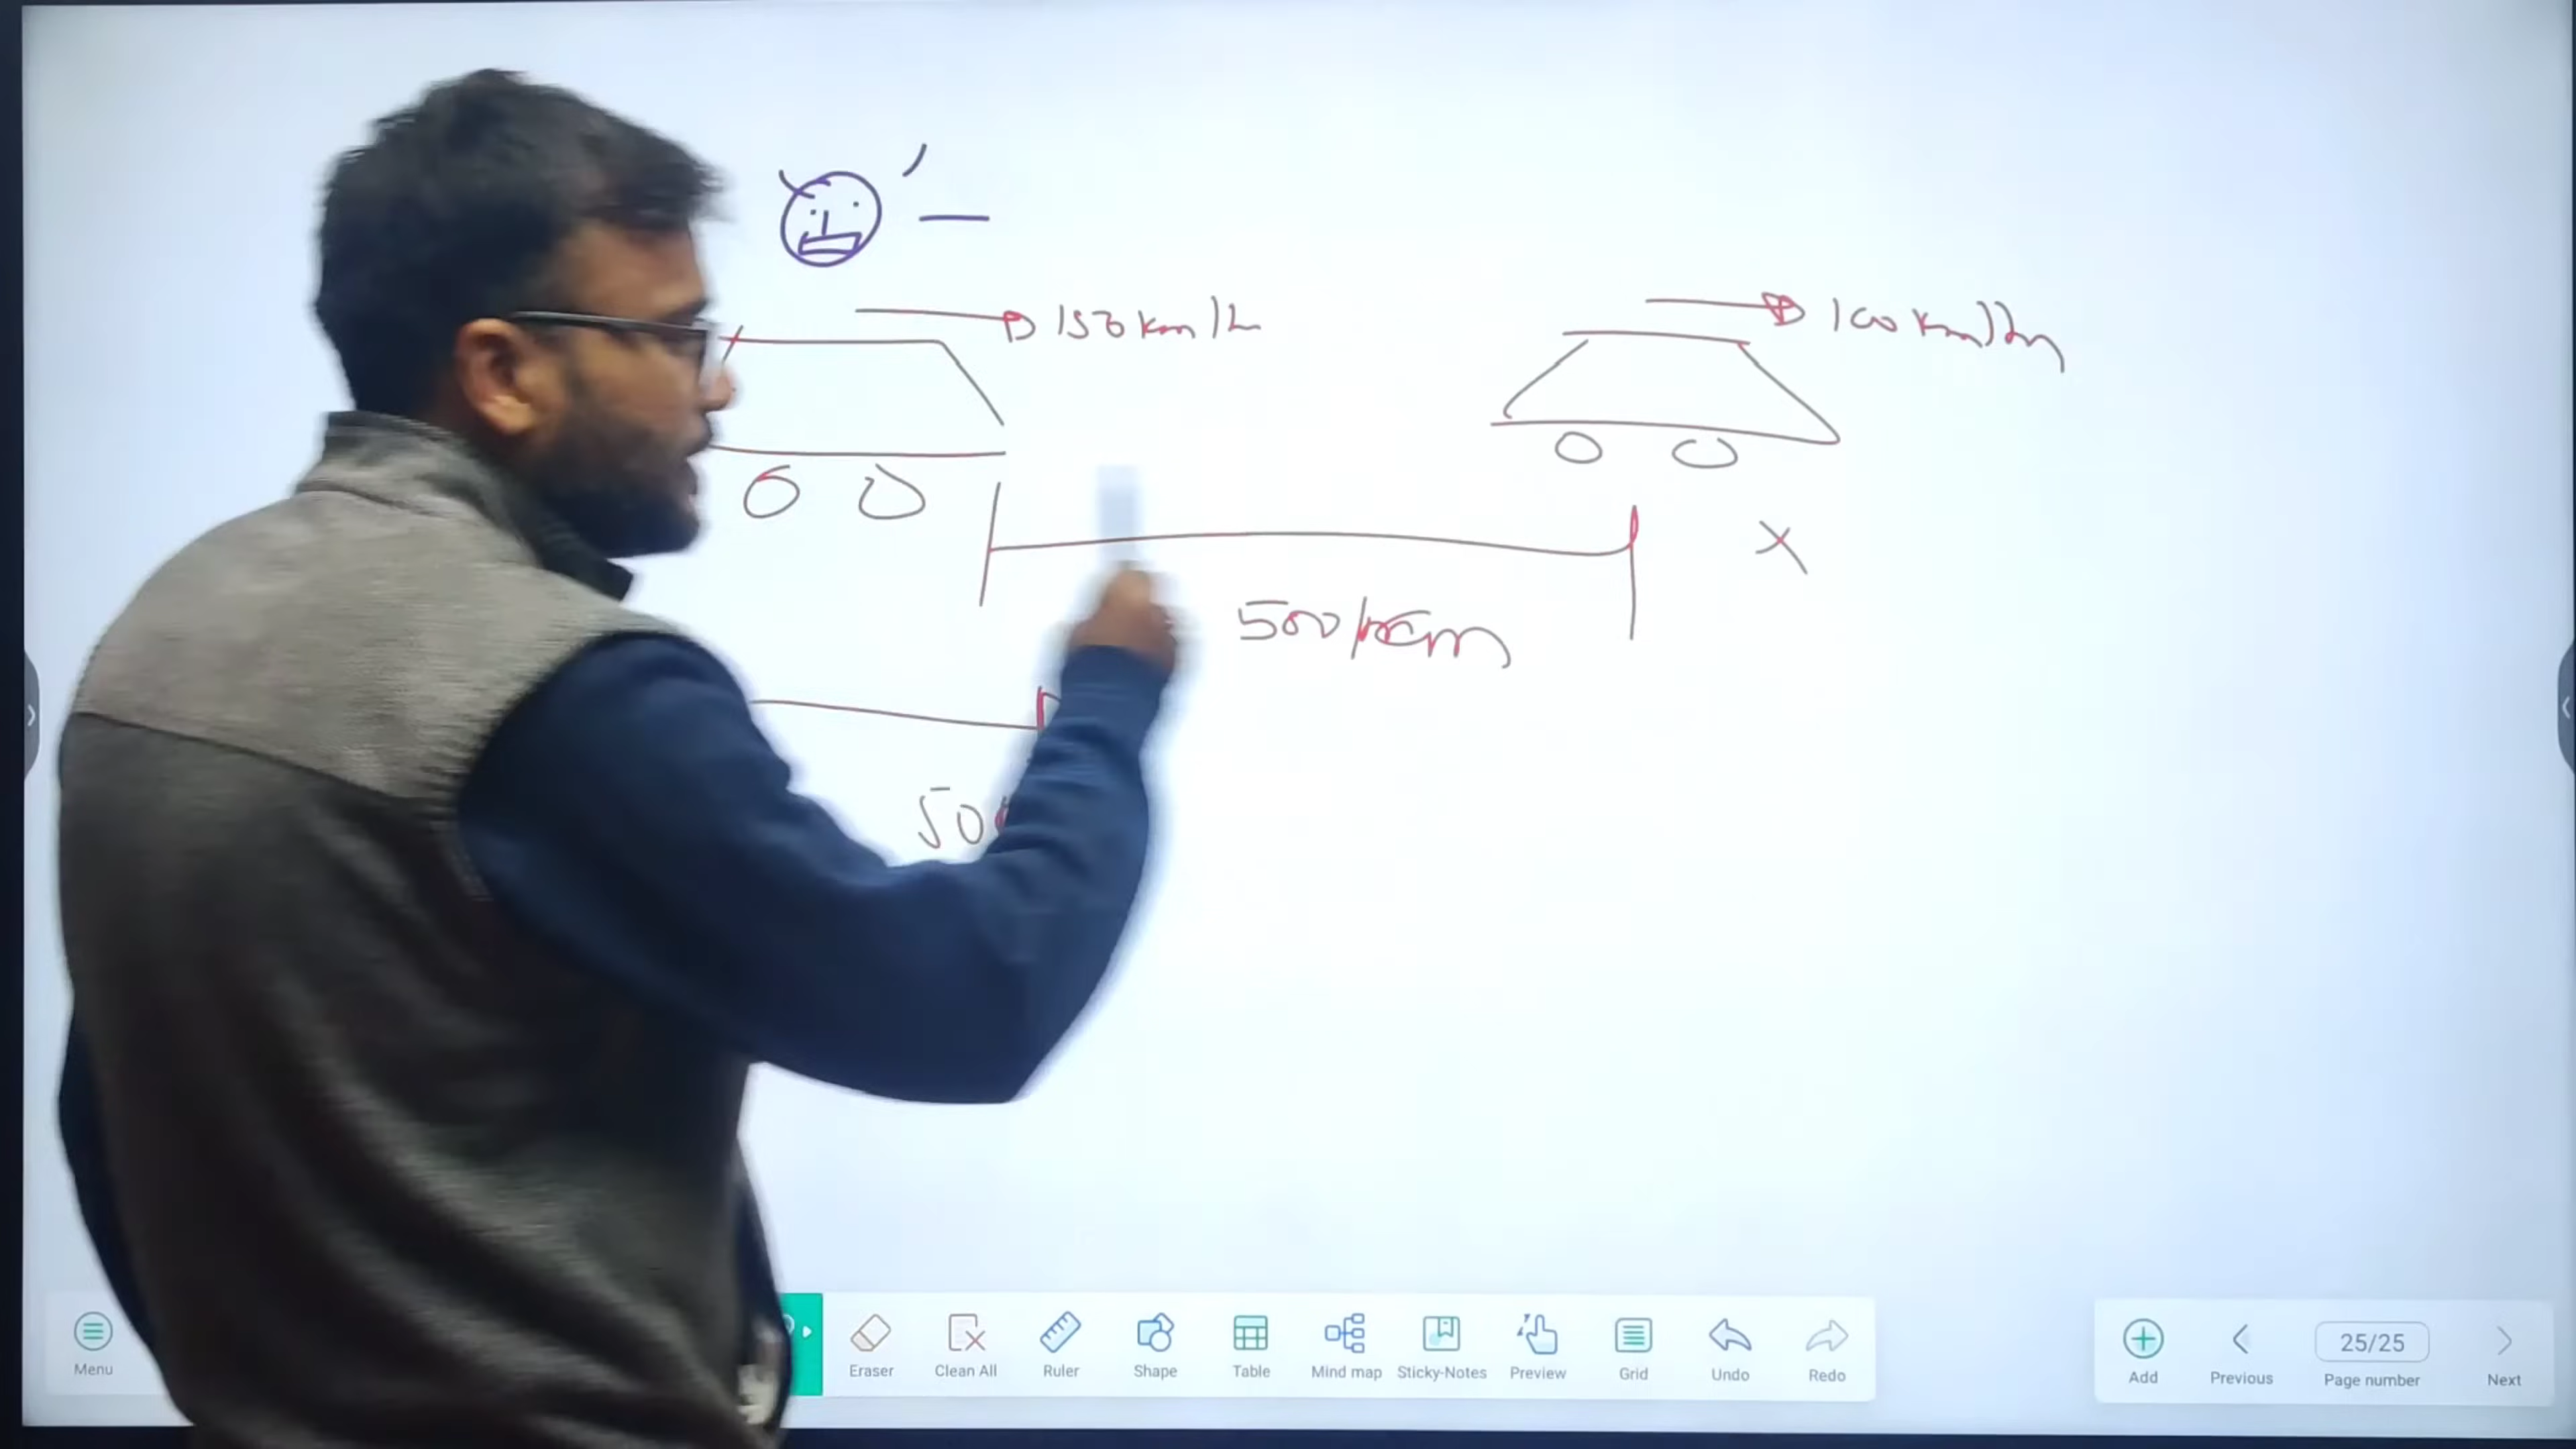 150 km/h
100 km/h
500 km
50
Menu
Eraser
Clean All
Ruler
Shape
Table
Mind map
Sticky-Notes
Preview
Grid
Undo
Redo
Add
Previous
25/25
Page number
Next